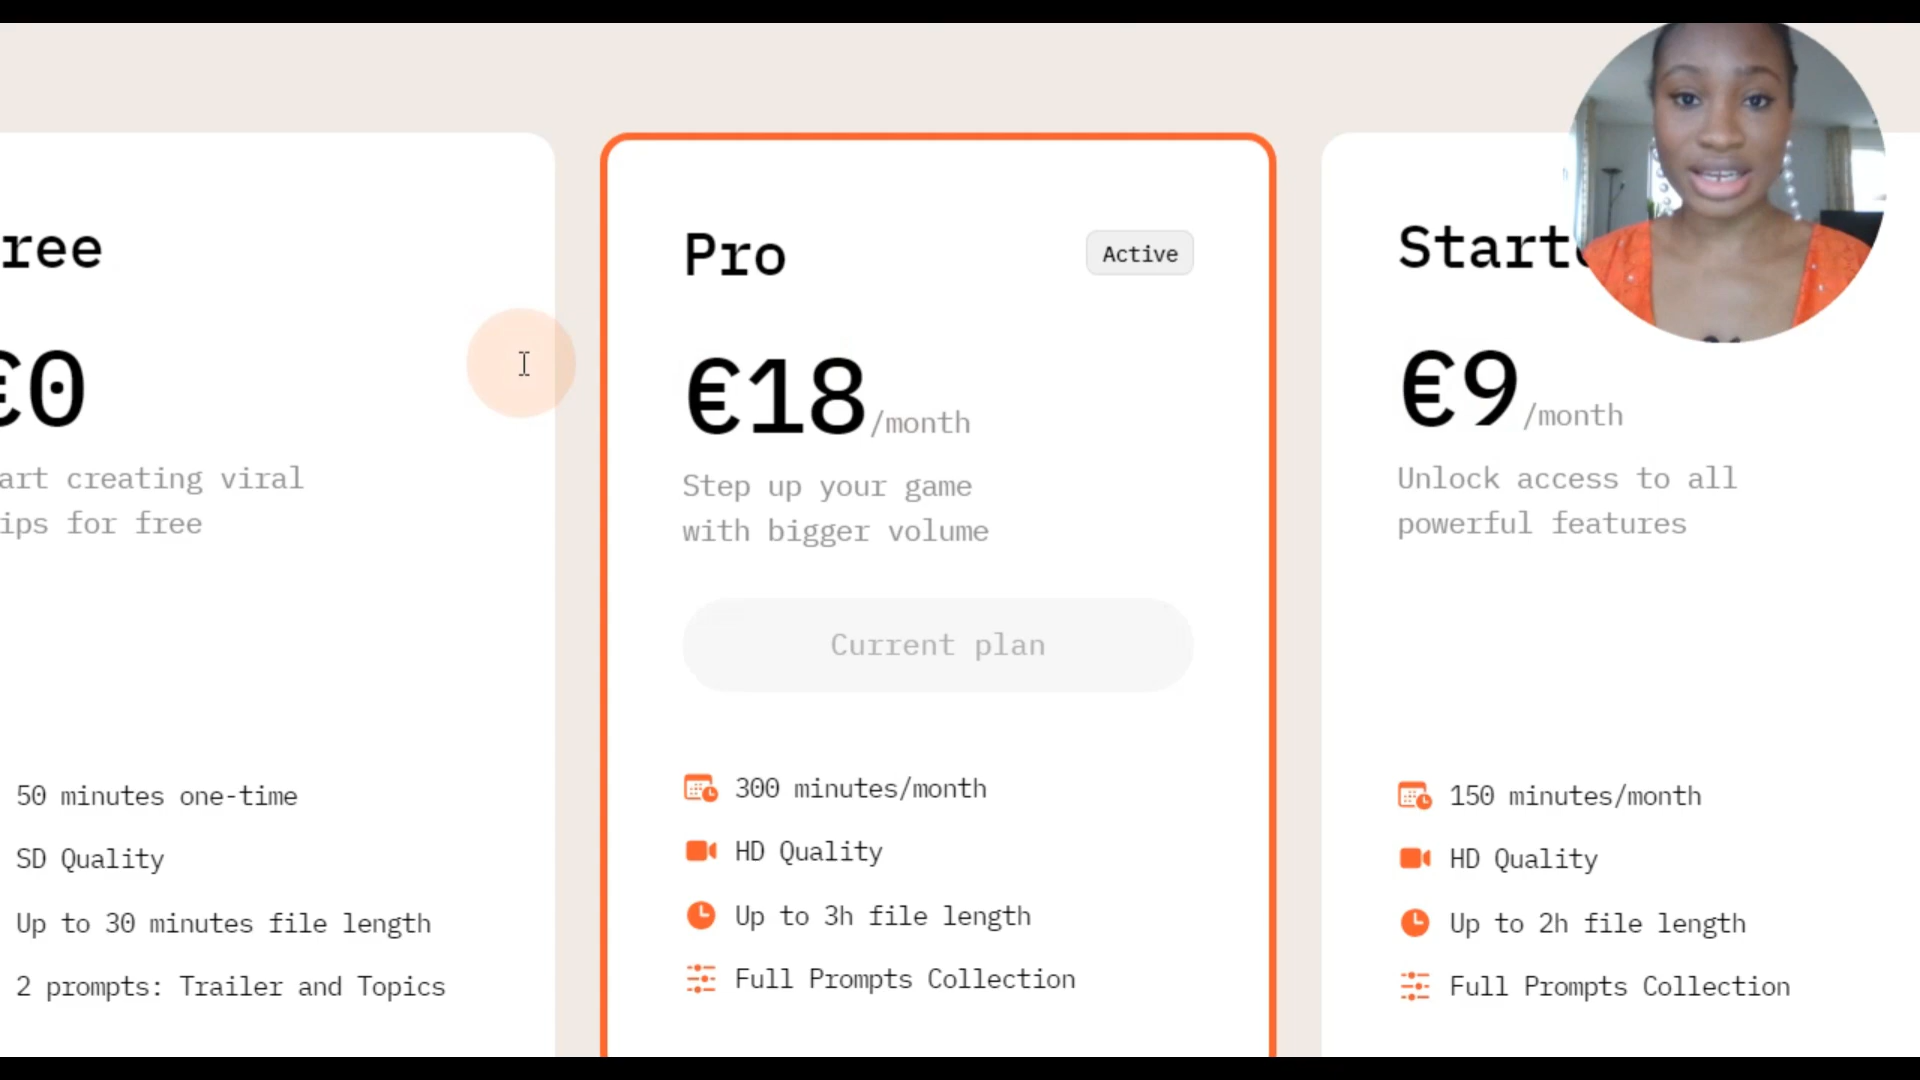 ree
€0
art creating viral
ips for free
50 minutes one-time
SD Quality
Up to 30 minutes file length
2 prompts: Trailer and Topics
Pro
Active
€18/month
Step up your game
with bigger volume
Current plan
300 minutes/month
HD Quality
Up to 3h file length
Full Prompts Collection
Start
€9/month
Unlock access to all
powerful features
150 minutes/month
HD Quality
Up to 2h file length
Full Prompts Collection